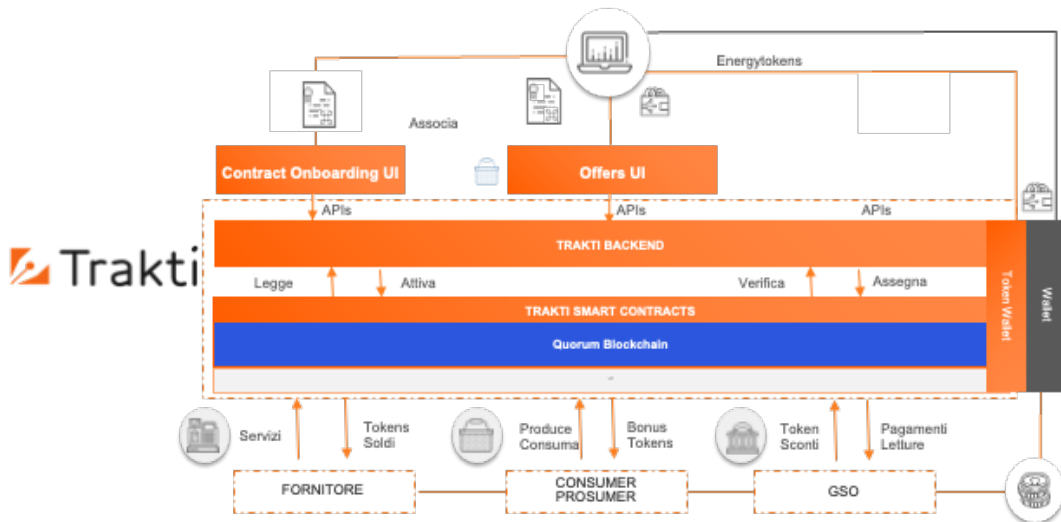 Energytokens
Associa
Contract Onboarding UI
Offers UI
APIs
APIs
APIs
Trakti
TRAKTI BACKEND
Legge
Attiva
Verifica
Assegna
Token Wallet
Wallet
TRAKTI SMART CONTRACTS
Quorum Blockchain
Servizi
Tokens
Soldi
Produce
Consuma
Bonus
Tokens
Token
Sconti
Pagamenti
Letture
FORNITORE
CONSUMER
PROSUMER
GSO